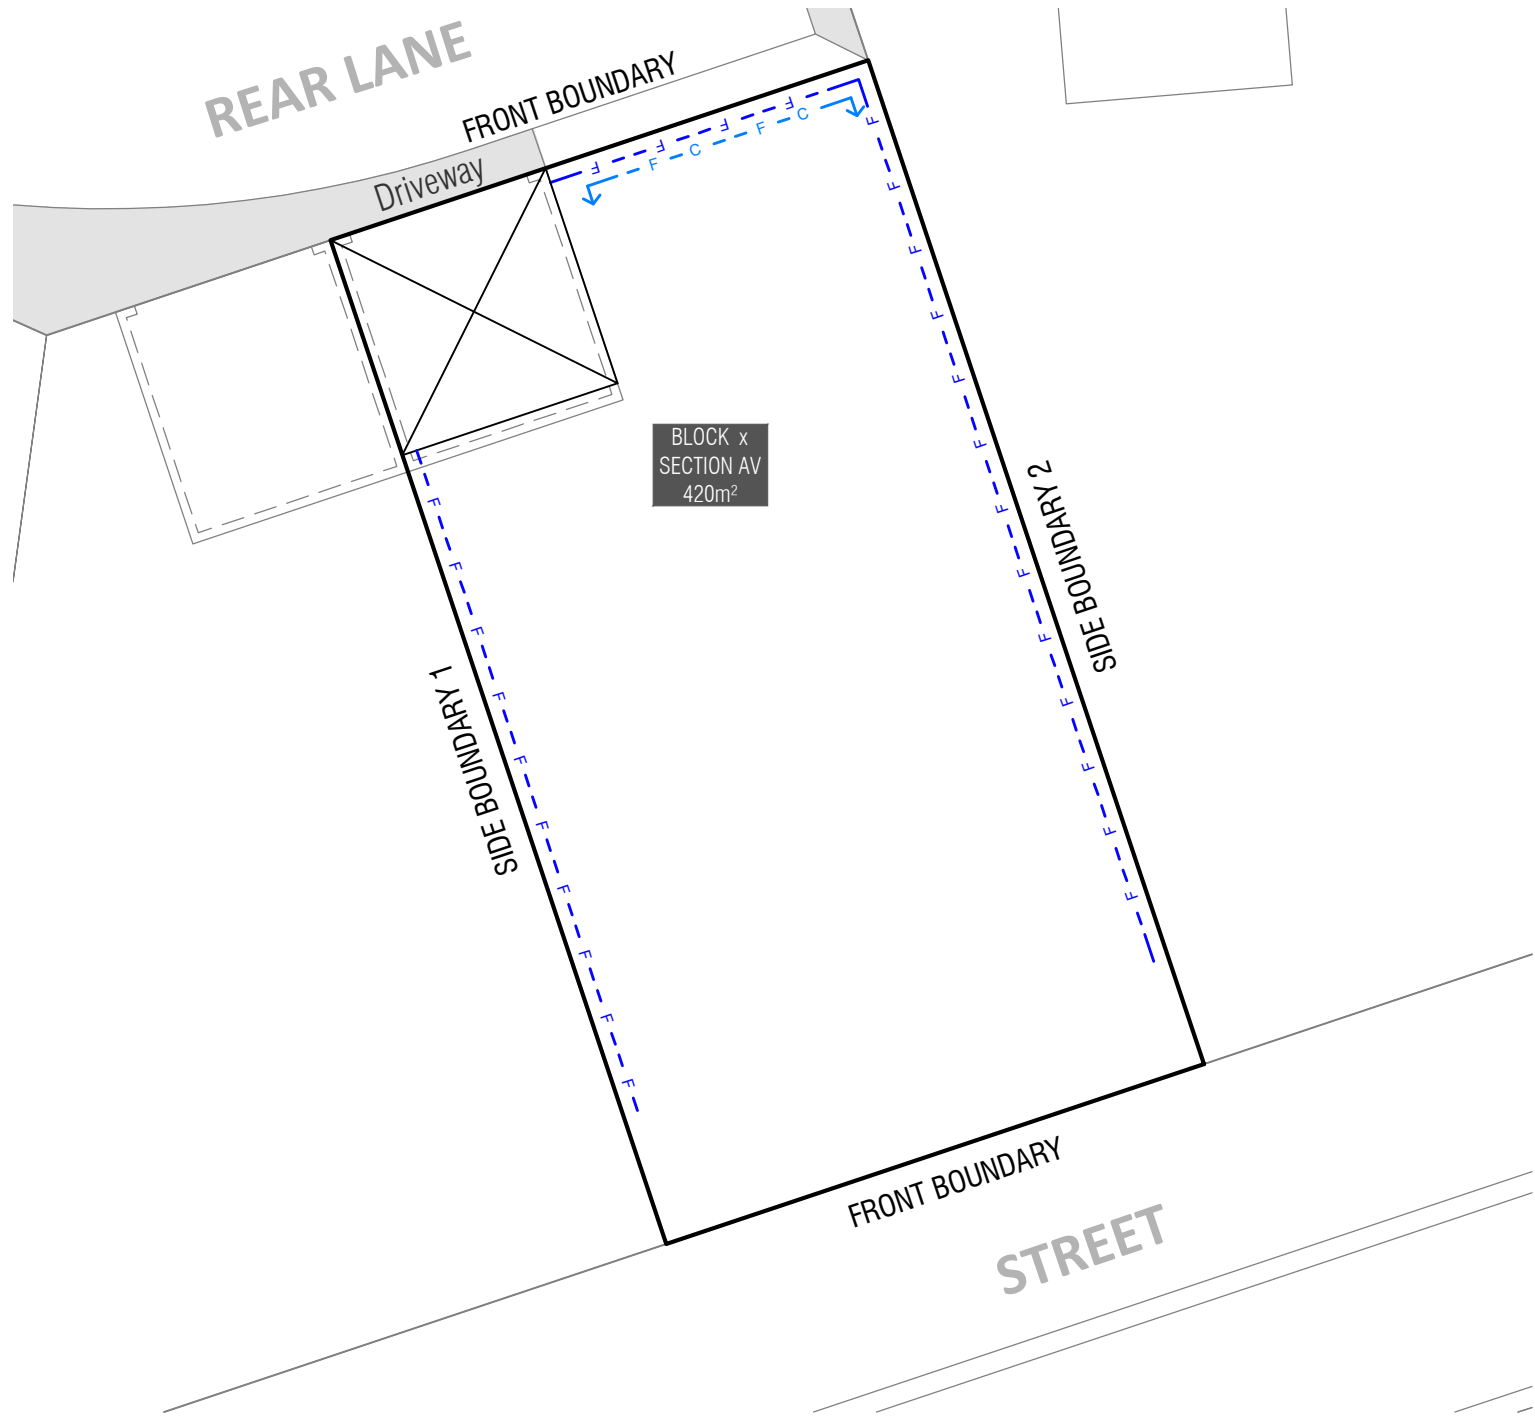 REAR LANE
FRONT BOUNDARY
Driveway
F F F F
F C F C
BLOCK x
SECTION AV
420m²
SIDE BOUNDARY 2
F F F F F F F F F F F F F
SIDE BOUNDARY 1
F F F F F F F F F F
FRONT BOUNDARY
STREET